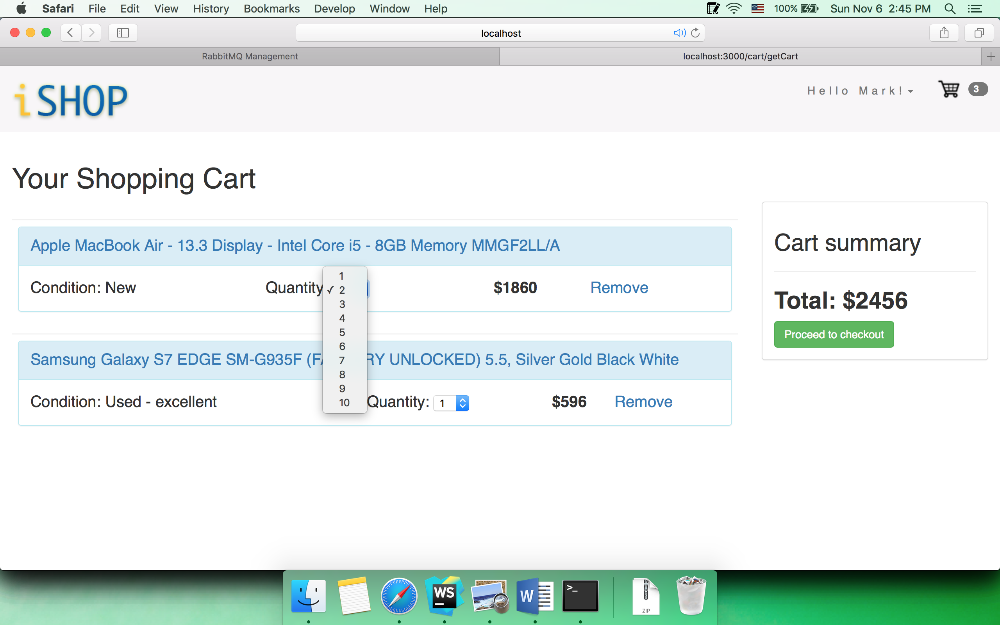 Safari File Edit View History Bookmarks Develop Window Help 100% Sun Nov 6 2:45 PM
localhost
RabbitMQ Management localhost:3000/cart/getCart
iSHOP Hello Mark! 3
Your Shopping Cart
Apple MacBook Air - 13.3 Display - Intel Core i5 - 8GB Memory MMGF2LL/A
Condition: New Quantity $1860 Remove
1
✓ 2
3
4
5
6
7
8
9
10
Samsung Galaxy S7 EDGE SM-G935F (FA RY UNLOCKED) 5.5, Silver Gold Black White
Condition: Used - excellent Quantity: 1 $596 Remove
Cart summary
Total: $2456
Proceed to checkout
WS W >_ ZIP